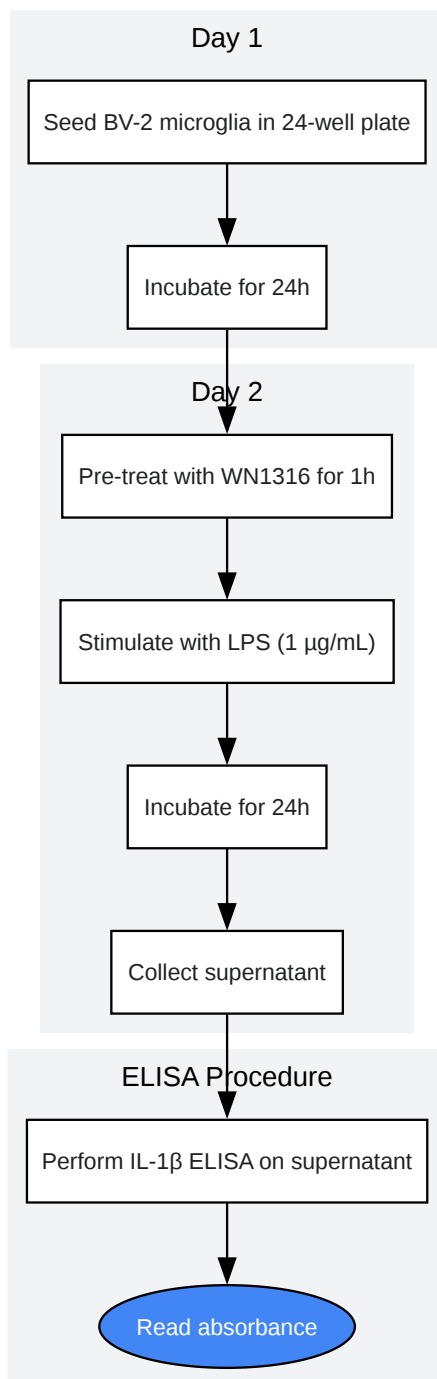 Day 1
Seed BV-2 microglia in 24-well plate
Incubate for 24h
Day 2
Pre-treat with WN1316 for 1h
Stimulate with LPS (1 µg/mL)
Incubate for 24h
Collect supernatant
ELISA Procedure
Perform IL-1β ELISA on supernatant
Read absorbance